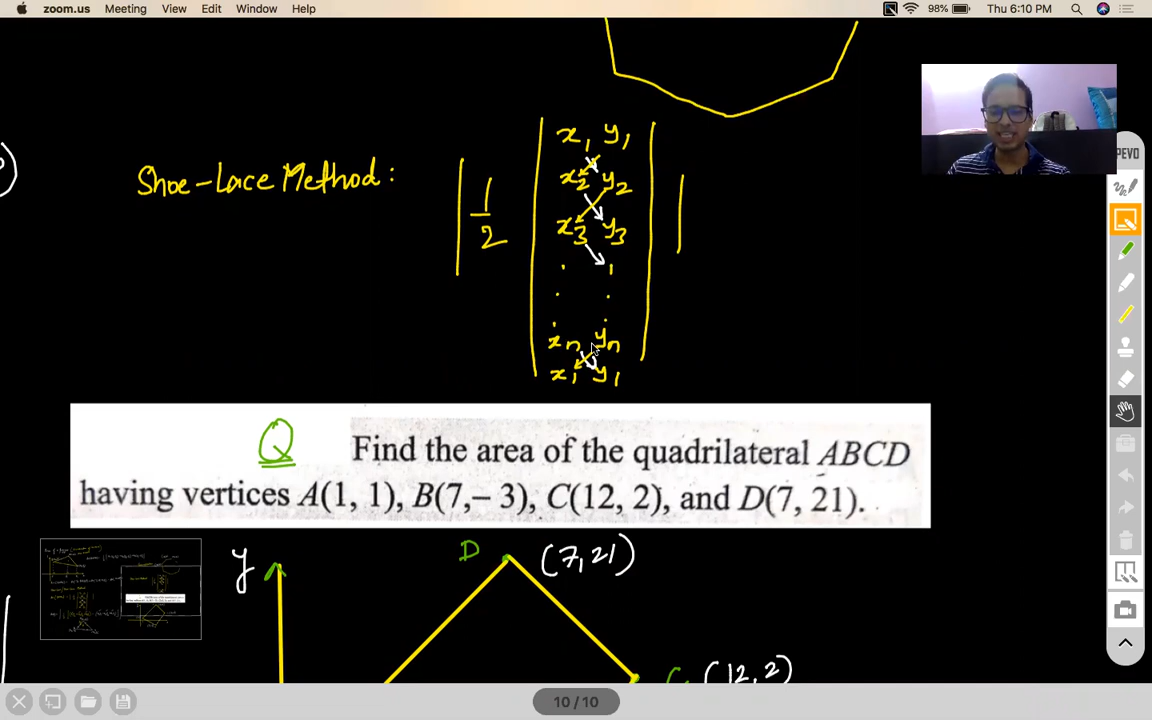 zoom.us Meeting View Edit Window Help 98% Thu 6:10 PM
PEVO
Shoe-Lace Method:
1
2
x1 y1
x2 y2
x3 y3
. .
. .
. .
xn yn
x1 y1
Q Find the area of the quadrilateral ABCD
having vertices A(1, 1), B(7,– 3), C(12, 2), and D(7, 21).
y D (7,21)
C (12,2)
10 / 10